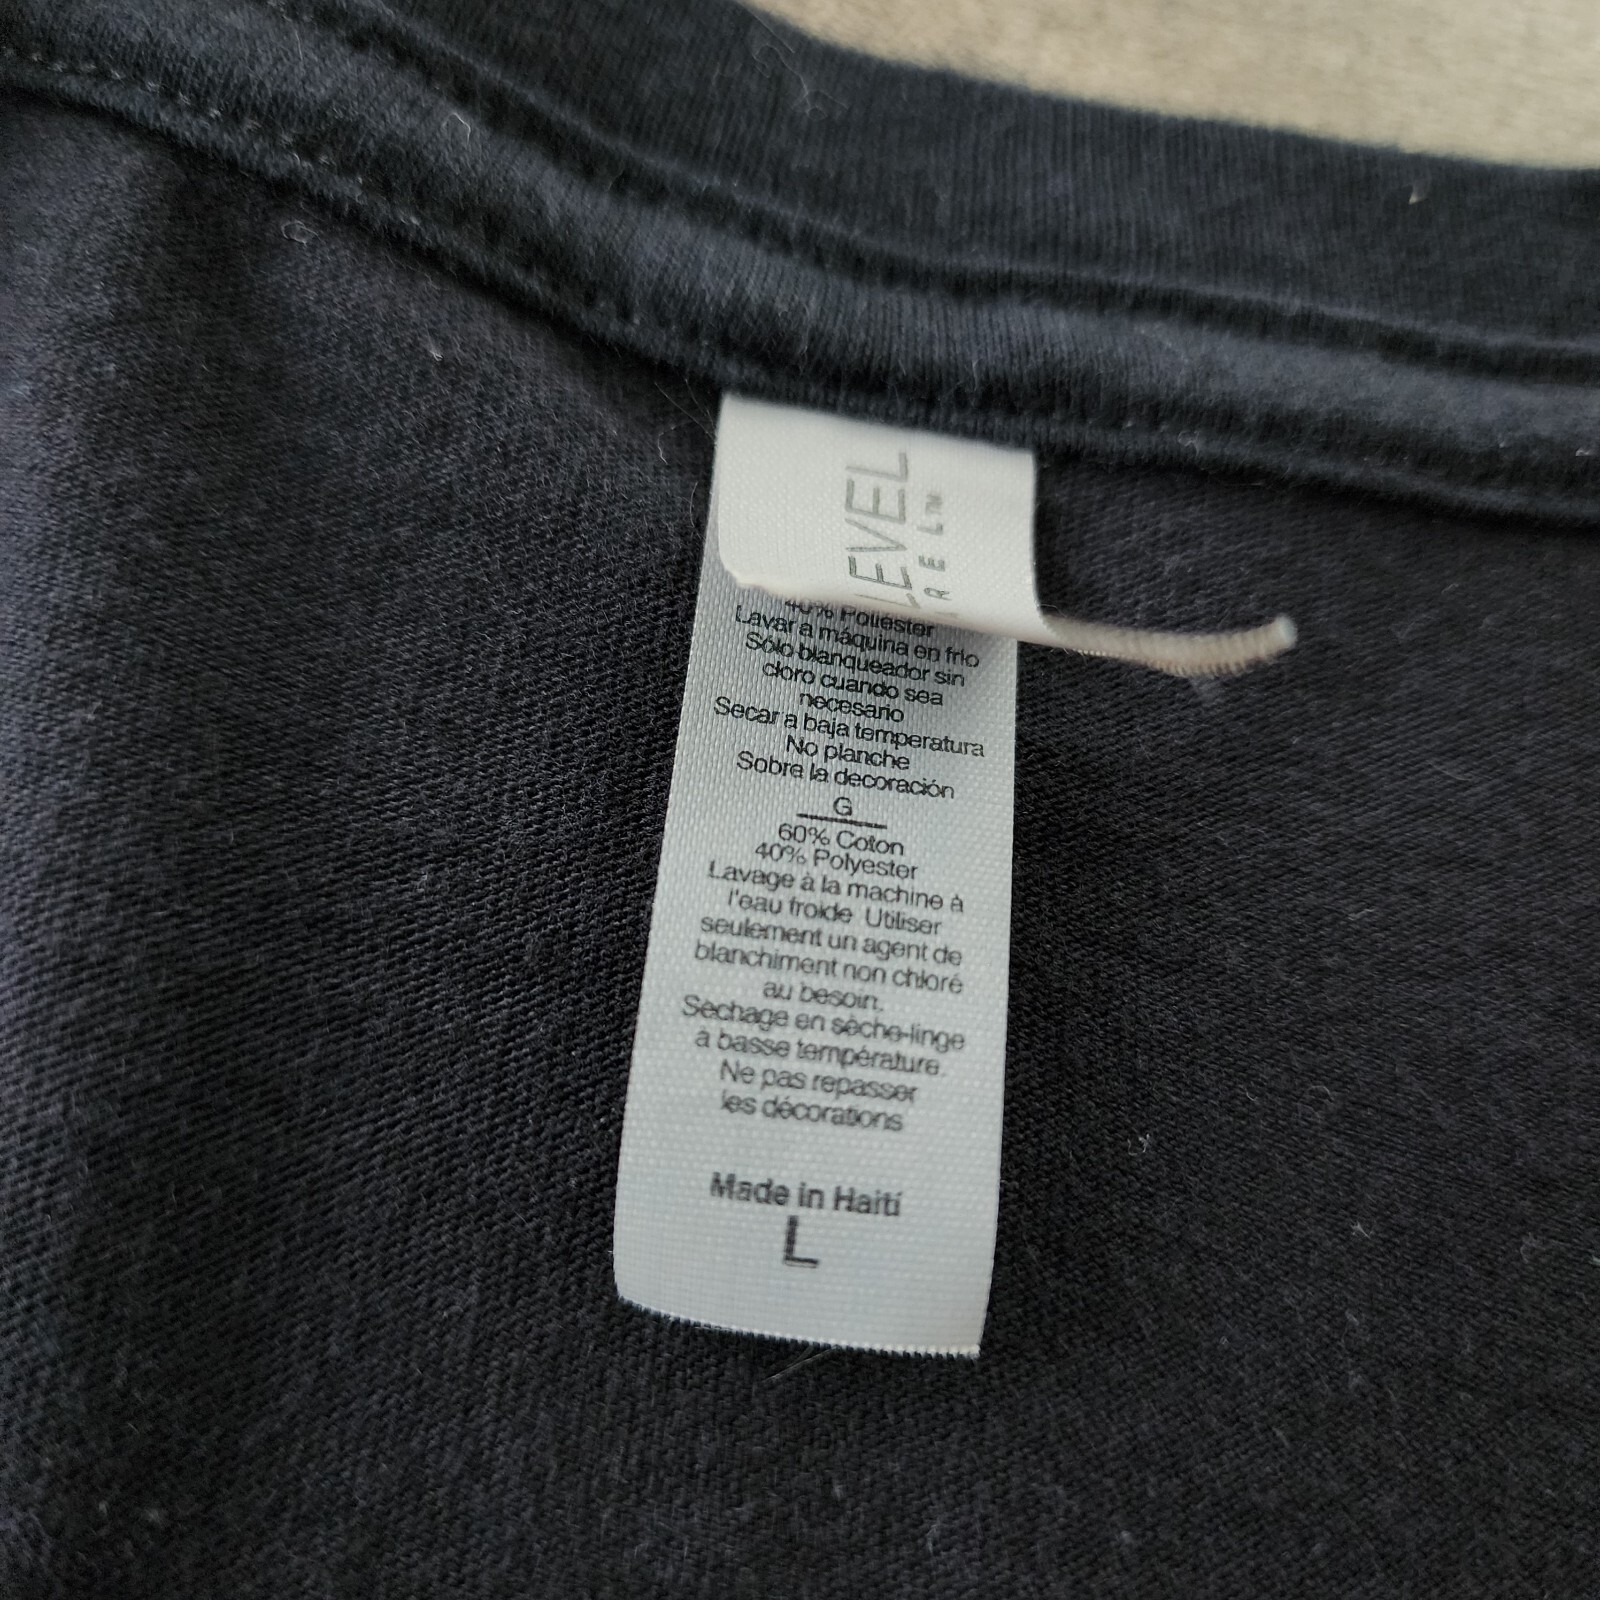 LEVEL
REL™
40% Poliester
Lavar a máquina en frío
Sólo blanqueador sin
cloro cuando sea
necesario
Secar a baja temperatura
No planche
Sobre la decoración
G
60% Coton
40% Polyester
Lavage à la machine à
l'eau froide Utiliser
seulement un agent de
blanchiment non chloré
au besoin.
Séchage en sèche-linge
à basse température.
Ne pas repasser
les décorations
Made in Haití
L